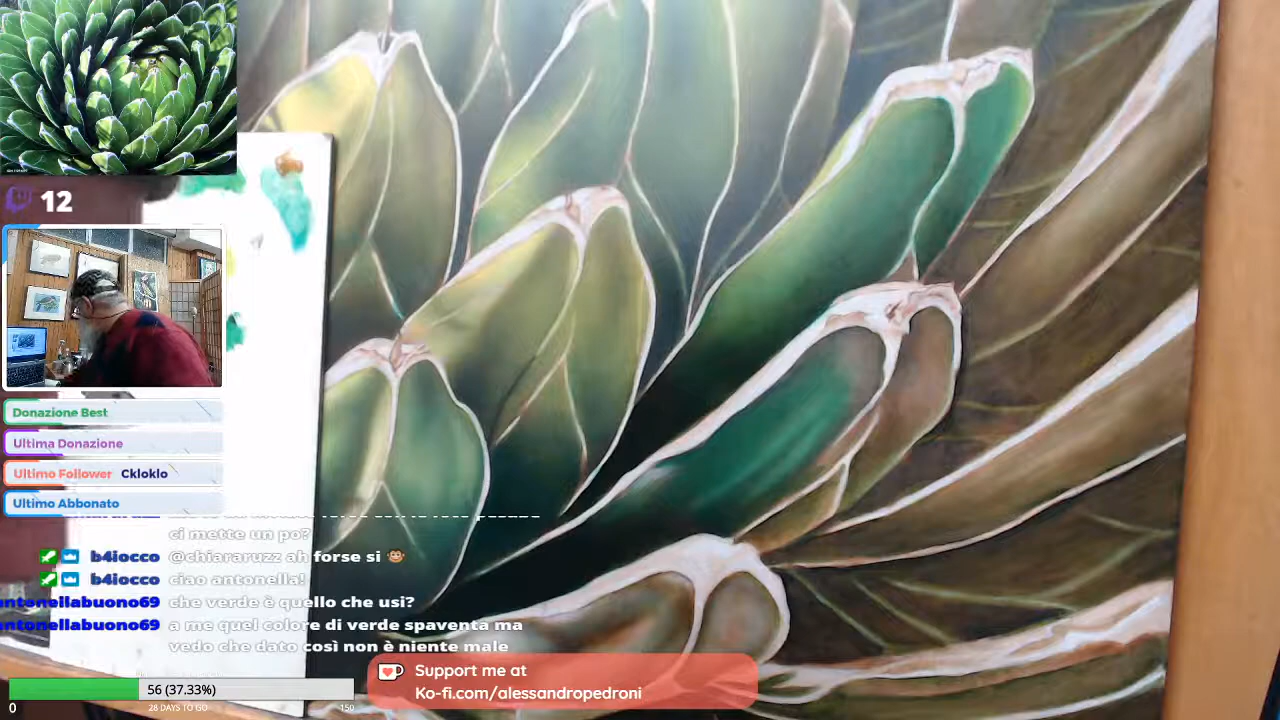 12
Donazione Best
Ultima Donazione
Ultimo Follower Ckloklo
Ultimo Abbonato
ci mette un po?
b4iocco @chiararuzz ah forse si
b4iocco ciao antonella!
antonellabuono69 che verde è quello che usi?
antonellabuono69 a me quel colore di verde spaventa ma
vedo che dato così non è niente male
Support me at
Ko-fi.com/alessandropedroni
56 (37.33%)
0 28 DAYS TO GO 150